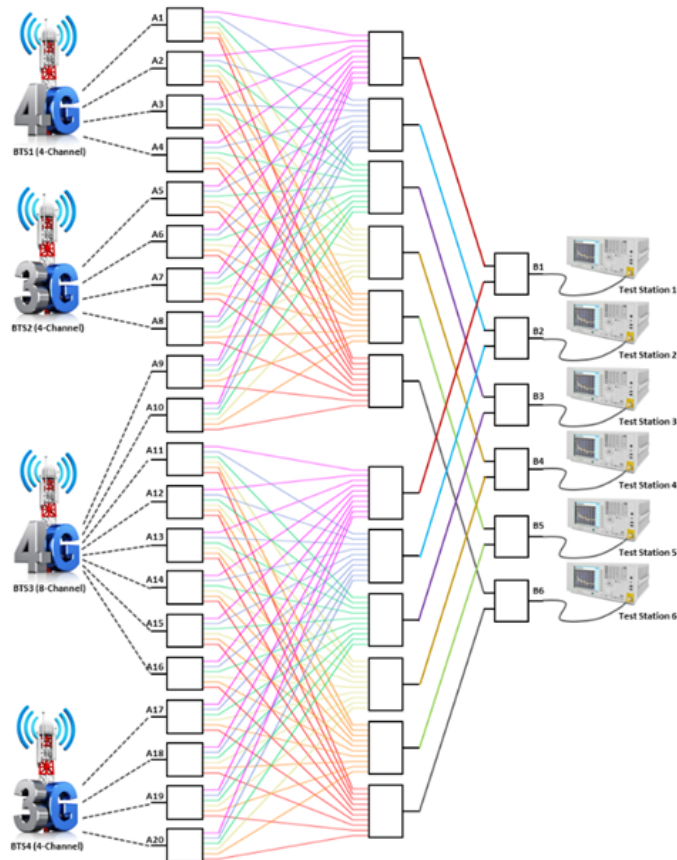 A1
A2
A3
A4
4G
BTS1 (4-Channel)
A5
A6
A7
A8
3G
BTS2 (4-Channel)
A9
A10
A11
A12
A13
A14
A15
A16
4G
BTS3 (8-Channel)
A17
A18
A19
A20
3G
BTS4 (4-Channel)
B1
Test Station 1
B2
Test Station 2
B3
Test Station 3
B4
Test Station 4
B5
Test Station 5
B6
Test Station 6